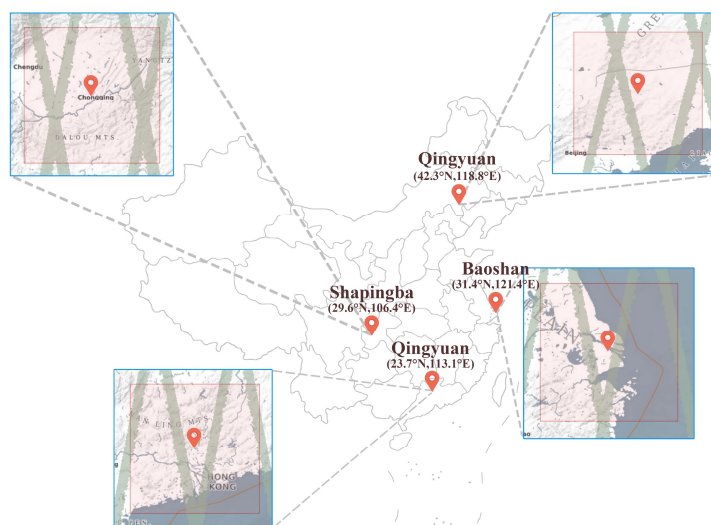 Chengdu
YANGTZ
Chongqing
DALOU MTS
GRE
Beijing
Qingyuan
(42.3°N,118.8°E)
Baoshan
(31.4°N,121.4°E)
Shapingba
(29.6°N,106.4°E)
Qingyuan
(23.7°N,113.1°E)
PLAIN
NAN LING MTS
HONG
KONG